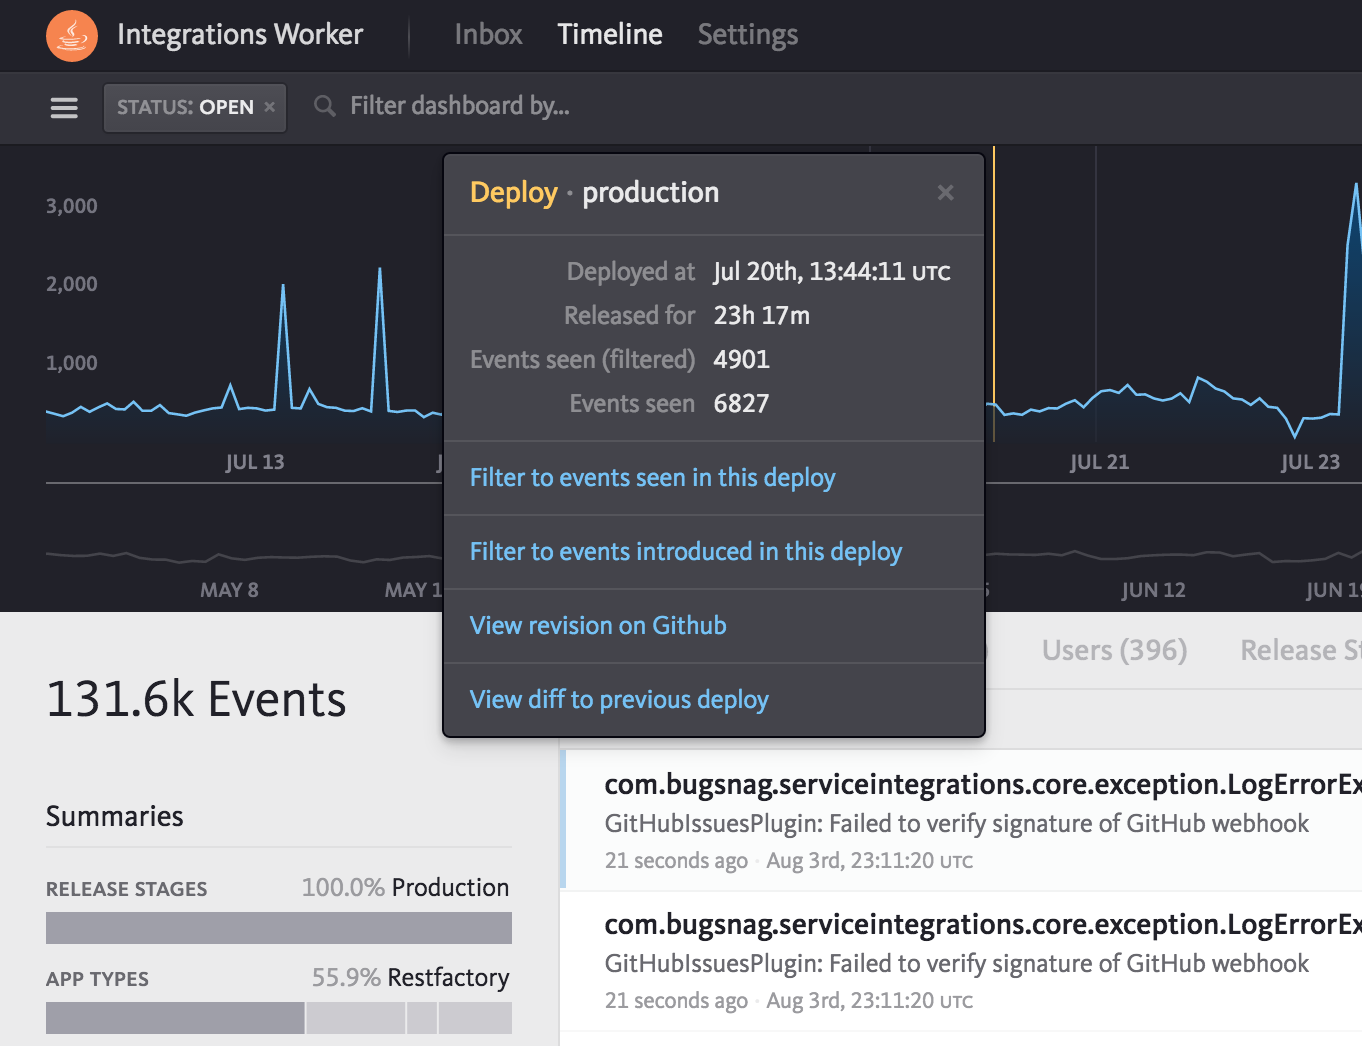 Integrations Worker
Inbox
Timeline
Settings
STATUS: OPEN ×
Filter dashboard by...
3,000
2,000
1,000
JUL 13
JUL 21
JUL 23
MAY 8
MAY 1
JUN 12
JUN 19
Deploy · production ×
Deployed at Jul 20th, 13:44:11 UTC
Released for 23h 17m
Events seen (filtered) 4901
Events seen 6827
Filter to events seen in this deploy
Filter to events introduced in this deploy
View revision on Github
View diff to previous deploy
131.6k Events
Users (396)
Release St
Summaries
RELEASE STAGES 100.0% Production
APP TYPES 55.9% Restfactory
com.bugsnag.serviceintegrations.core.exception.LogErrorEx
GitHubIssuesPlugin: Failed to verify signature of GitHub webhook
21 seconds ago · Aug 3rd, 23:11:20 UTC
com.bugsnag.serviceintegrations.core.exception.LogErrorEx
GitHubIssuesPlugin: Failed to verify signature of GitHub webhook
21 seconds ago · Aug 3rd, 23:11:20 UTC